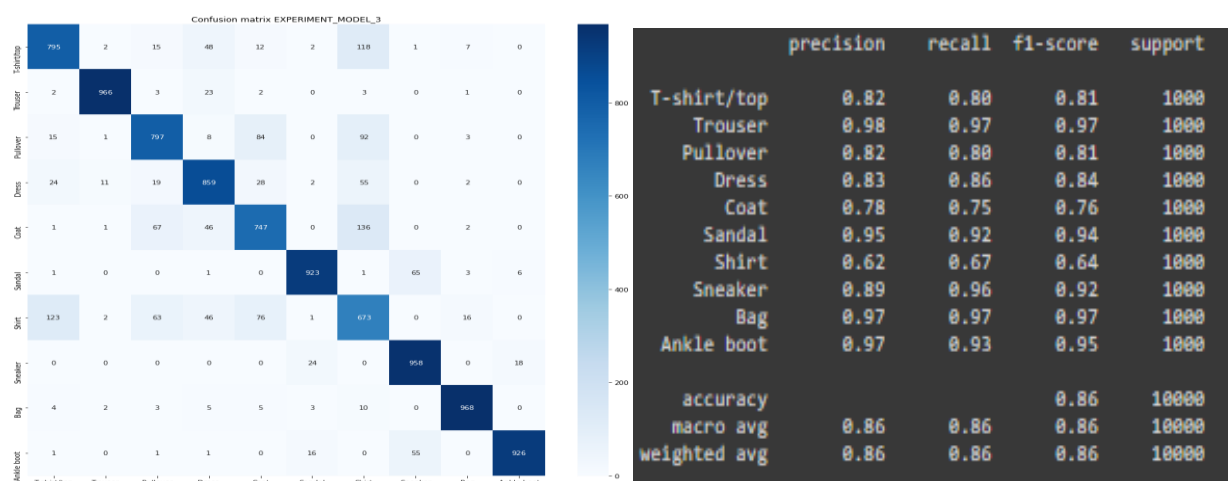 Confusion matrix EXPERIMENT_MODEL_3
T-shirt/top 795 2 15 48 12 2 118 1 7 0
Trouser 2 966 3 23 2 0 3 0 1 0
Pullover 15 1 797 8 84 0 92 0 3 0
Dress 24 11 19 859 28 2 55 0 2 0
Coat 1 1 67 46 747 0 136 0 2 0
Sandal 1 0 0 1 0 923 1 65 3 6
Shirt 123 2 63 46 76 1 673 0 16 0
Sneaker 0 0 0 0 0 24 0 958 0 18
Bag 4 2 3 5 5 3 10 0 968 0
Ankle boot 1 0 1 1 0 16 0 55 0 926
800
600
400
200
0
precision recall f1-score support
T-shirt/top 0.82 0.80 0.81 1000
Trouser 0.98 0.97 0.97 1000
Pullover 0.82 0.80 0.81 1000
Dress 0.83 0.86 0.84 1000
Coat 0.78 0.75 0.76 1000
Sandal 0.95 0.92 0.94 1000
Shirt 0.62 0.67 0.64 1000
Sneaker 0.89 0.96 0.92 1000
Bag 0.97 0.97 0.97 1000
Ankle boot 0.97 0.93 0.95 1000
accuracy 0.86 10000
macro avg 0.86 0.86 0.86 10000
weighted avg 0.86 0.86 0.86 10000